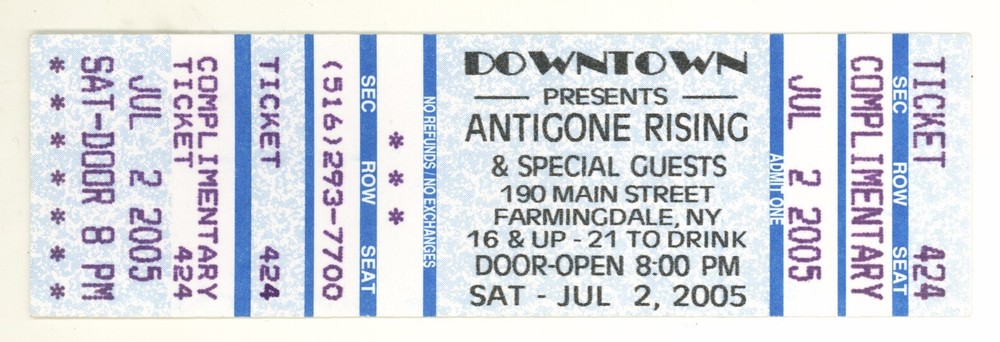 * * * * * * *
SAT-DOOR 8 PM
JUL 2 2005
COMPLIMENTARY
TICKET 424
TICKET 424
(516)293-7700
SEC ROW SEAT
* * *
NO REFUNDS / NO EXCHANGES
DOWNTOWN
PRESENTS
ANTIGONE RISING
& SPECIAL GUESTS
190 MAIN STREET
FARMINGDALE, NY
16 & UP - 21 TO DRINK
DOOR-OPEN 8:00 PM
SAT - JUL 2, 2005
ADMIT ONE
JUL 2 2005
COMPLIMENTARY
SEC ROW SEAT
TICKET 424